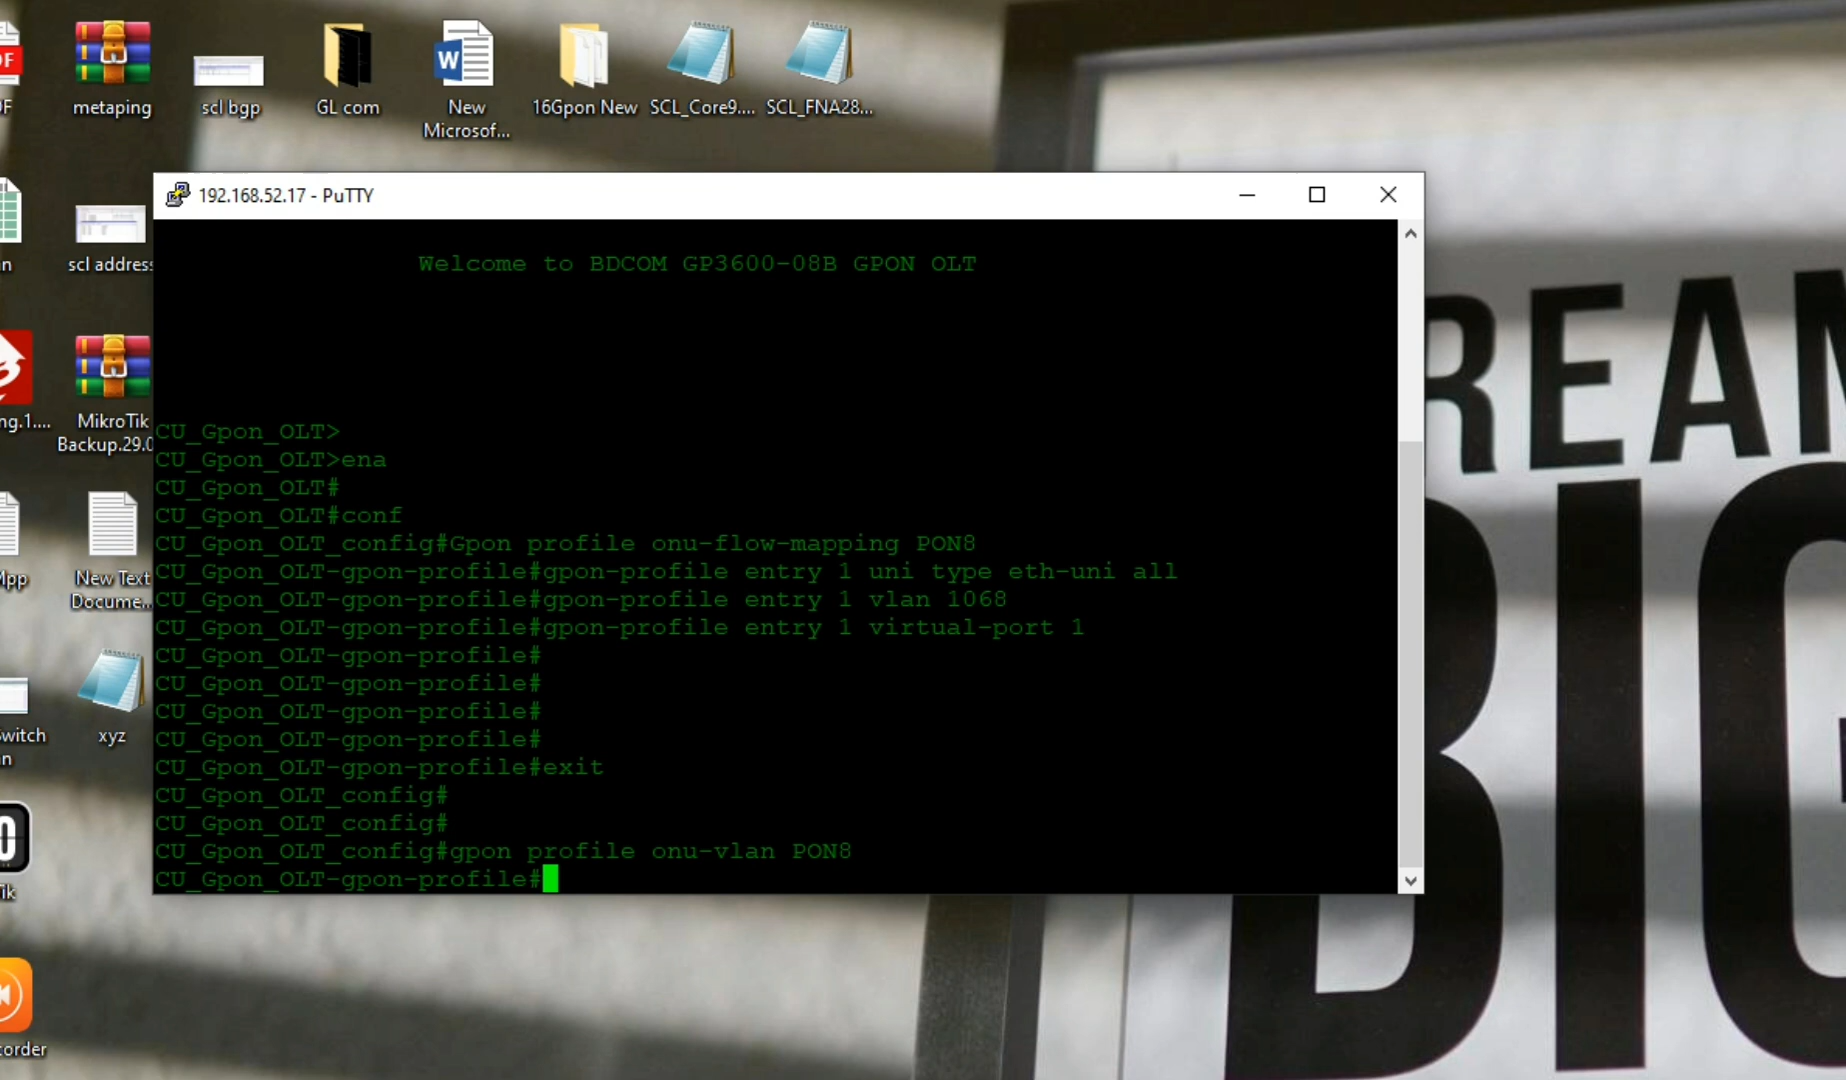 metaping
scl bgp
GL com
New
Microsof...
16Gpon New
SCL_Core9....
SCL_FNA28...
192.168.52.17 - PuTTY
scl address
MikroTik
Backup.29.0
New Text
Docume...
xyz
Welcome to BDCOM GP3600-08B GPON OLT
CU_Gpon_OLT>
CU_Gpon_OLT>ena
CU_Gpon_OLT#
CU_Gpon_OLT#conf
CU_Gpon_OLT_config#Gpon profile onu-flow-mapping PON8
CU_Gpon_OLT-gpon-profile#gpon-profile entry 1 uni type eth-uni all
CU_Gpon_OLT-gpon-profile#gpon-profile entry 1 vlan 1068
CU_Gpon_OLT-gpon-profile#gpon-profile entry 1 virtual-port 1
CU_Gpon_OLT-gpon-profile#
CU_Gpon_OLT-gpon-profile#
CU_Gpon_OLT-gpon-profile#
CU_Gpon_OLT-gpon-profile#
CU_Gpon_OLT-gpon-profile#exit
CU_Gpon_OLT_config#
CU_Gpon_OLT_config#
CU_Gpon_OLT_config#gpon profile onu-vlan PON8
CU_Gpon_OLT-gpon-profile#
REAM
BIG